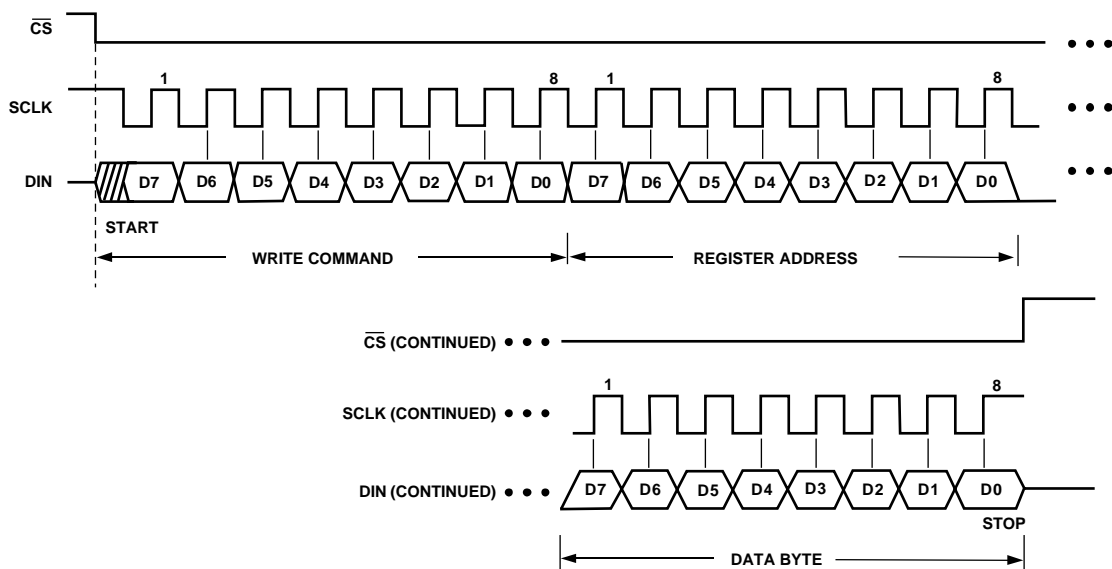 CS
1 8 1 8
SCLK
DIN D7 D6 D5 D4 D3 D2 D1 D0 D7 D6 D5 D4 D3 D2 D1 D0
START
WRITE COMMAND REGISTER ADDRESS
CS (CONTINUED)
1 8
SCLK (CONTINUED)
DIN (CONTINUED) D7 D6 D5 D4 D3 D2 D1 D0
STOP
DATA BYTE